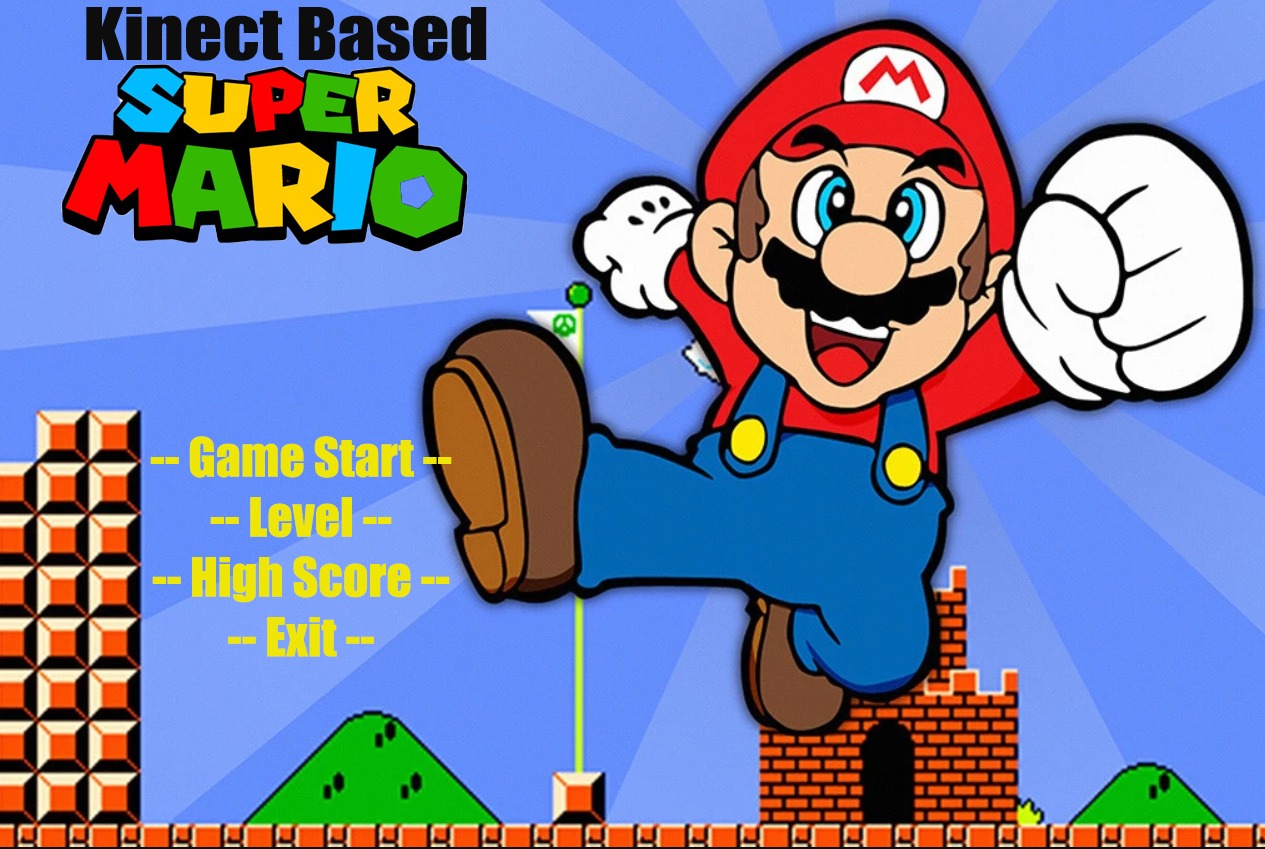 Kinect Based
SUPER
MARIO
M
-- Game Start --
-- Level --
-- High Score --
-- Exit --